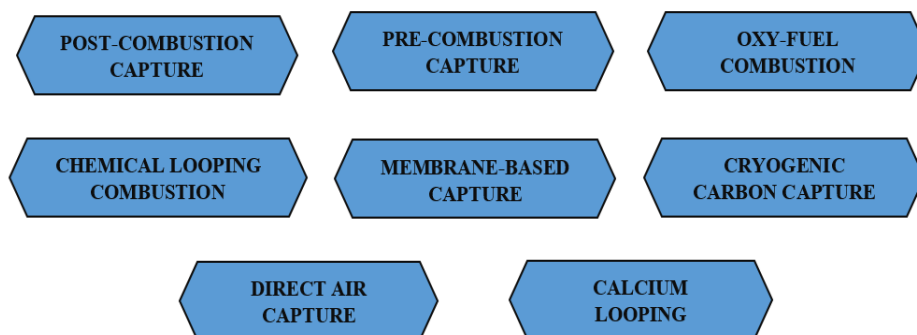 POST-COMBUSTION
CAPTURE
PRE-COMBUSTION
CAPTURE
OXY-FUEL
COMBUSTION
CHEMICAL LOOPING
COMBUSTION
MEMBRANE-BASED
CAPTURE
CRYOGENIC
CARBON CAPTURE
DIRECT AIR
CAPTURE
CALCIUM
LOOPING